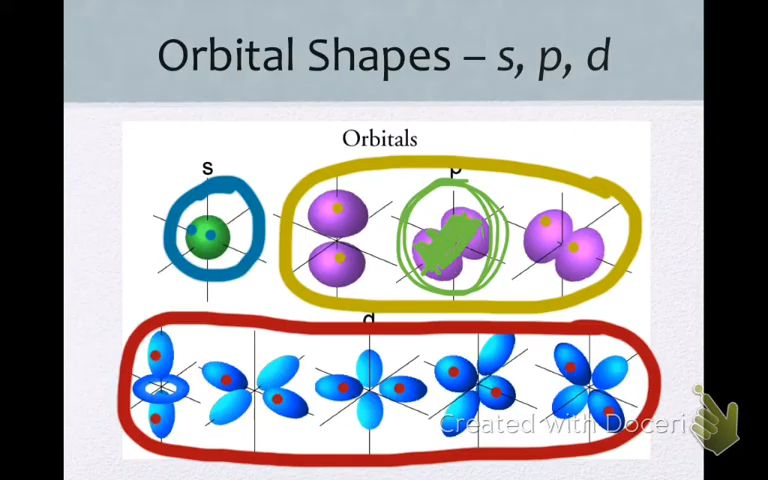 Orbital Shapes – s, p, d
Orbitals
s
p
d
Created with Doceri